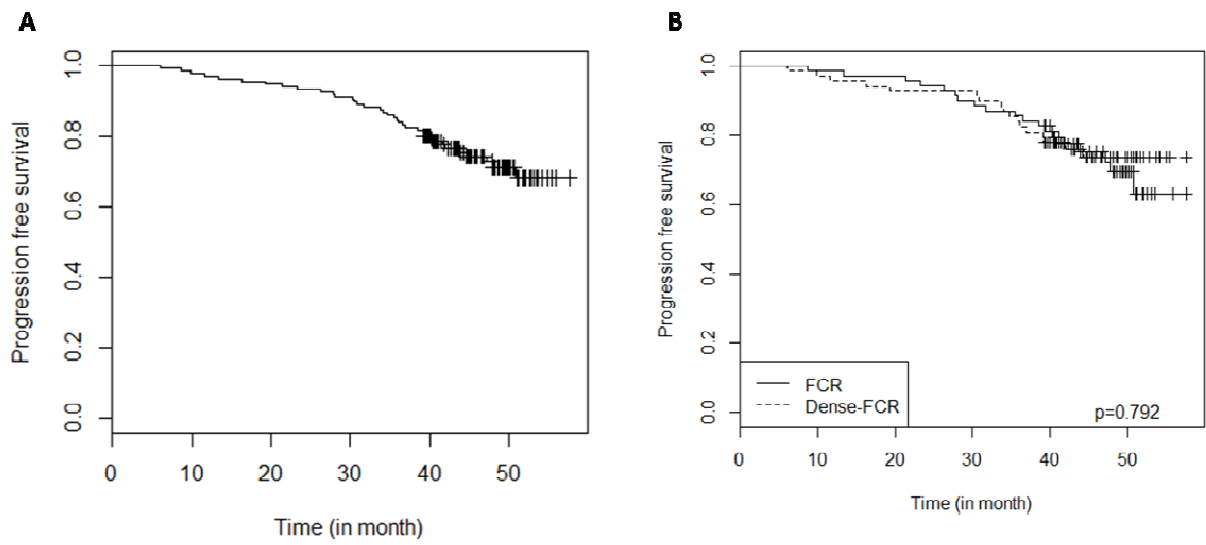 A
Progression free survival
1.0
0.8
0.6
0.4
0.2
0.0
0 10 20 30 40 50
Time (in month)
B
Progression free survival
1.0
0.8
0.6
0.4
0.2
0.0
FCR
Dense-FCR
p=0.792
0 10 20 30 40 50
Time (in month)